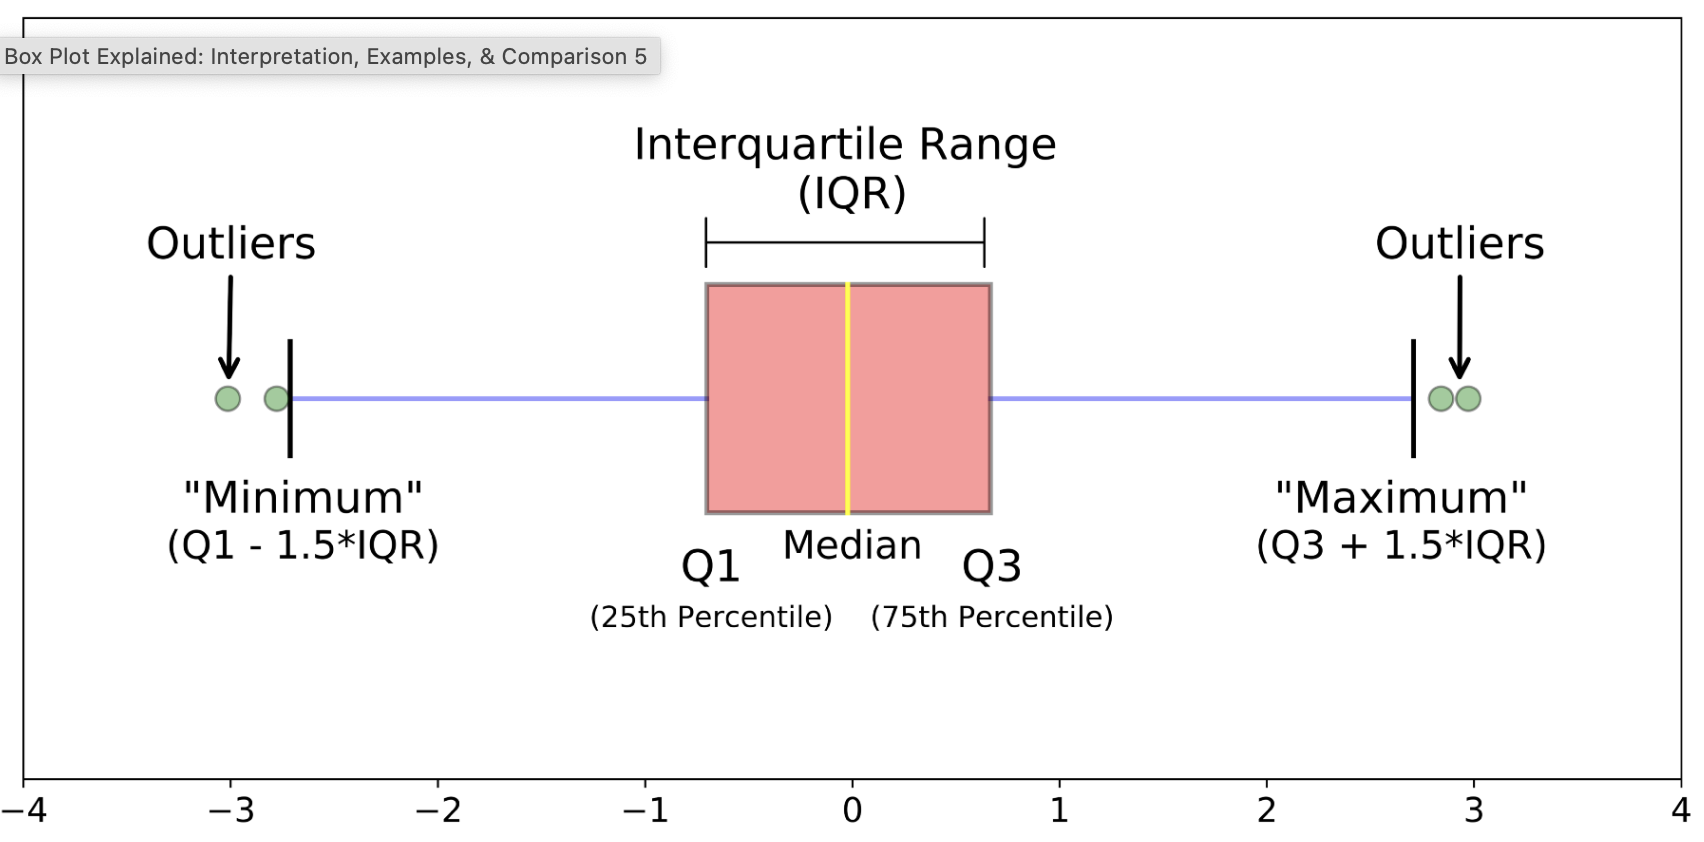 Box Plot Explained: Interpretation, Examples, & Comparison 5
Interquartile Range
(IQR)
Outliers
Outliers
"Minimum"
(Q1 - 1.5*IQR)
Q1
(25th Percentile)
Median
Q3
(75th Percentile)
"Maximum"
(Q3 + 1.5*IQR)
−4 −3 −2 −1 0 1 2 3 4